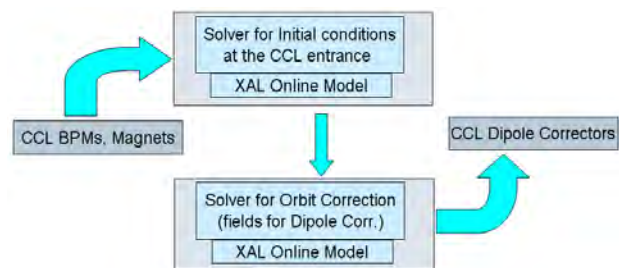 Solver for Initial conditions
at the CCL entrance
XAL Online Model
CCL BPMs, Magnets
CCL Dipole Correctors
Solver for Orbit Correction
(fields for Dipole Corr.)
XAL Online Model